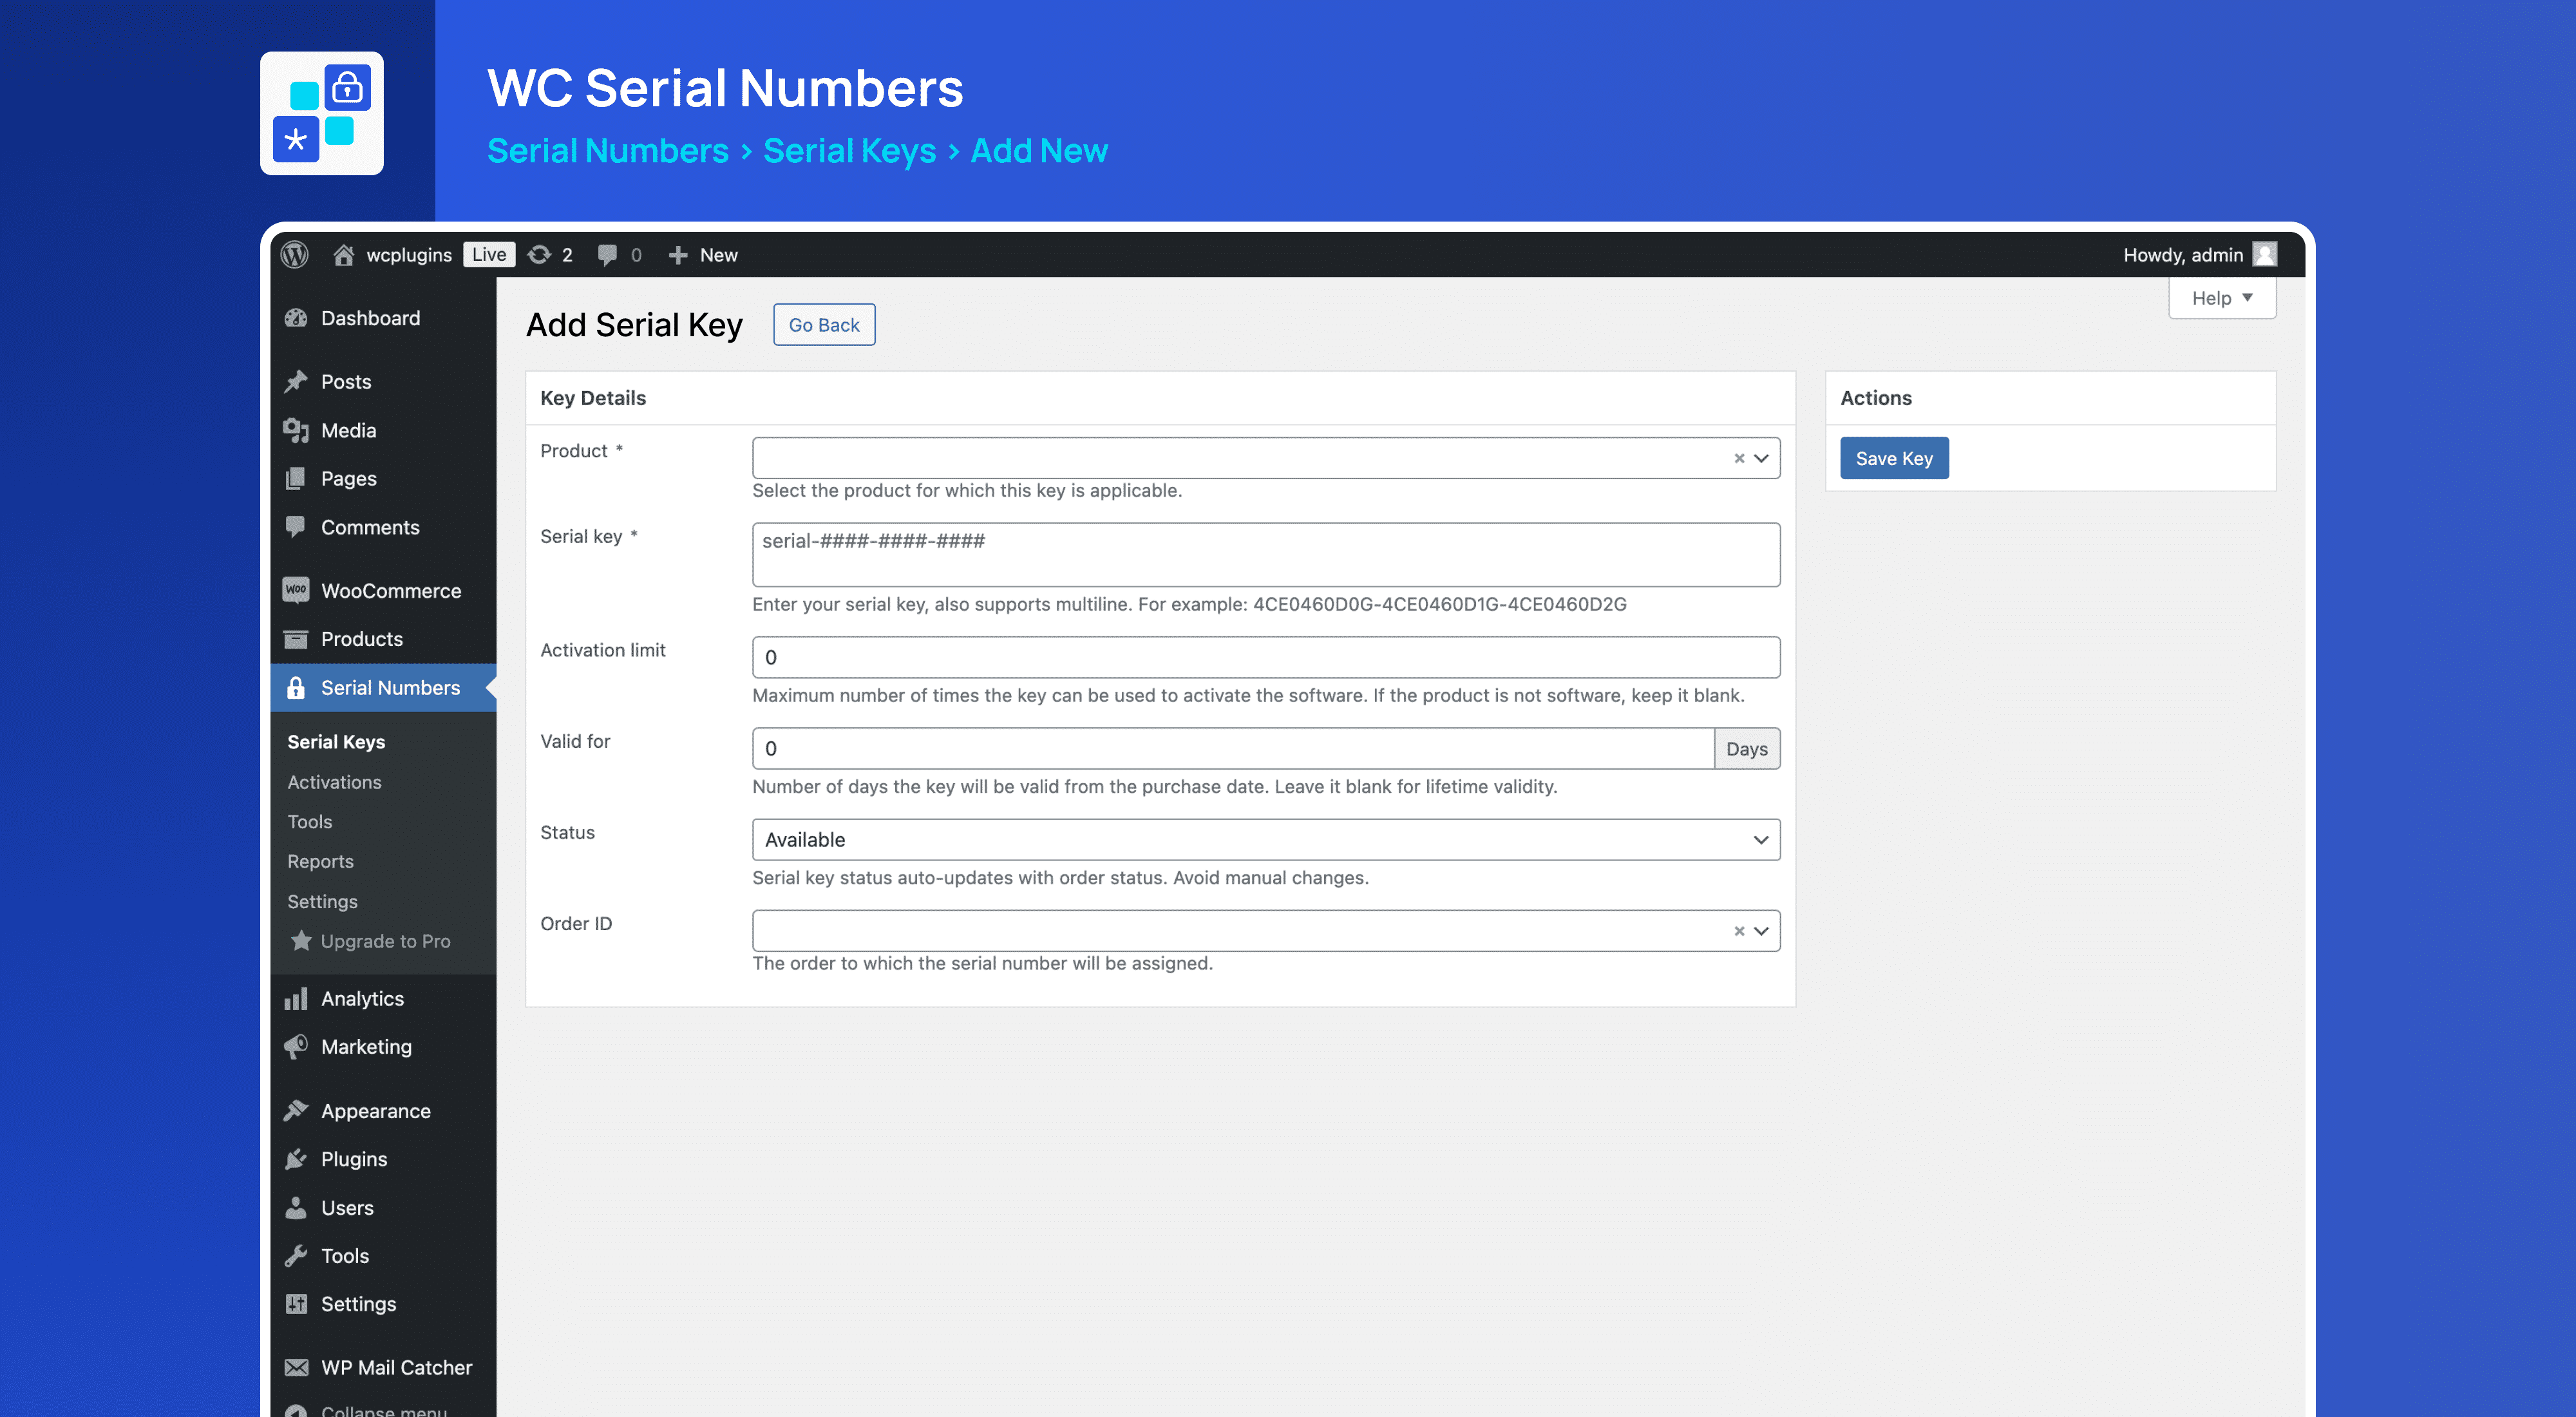 WC Serial Numbers
Serial Numbers > Serial Keys > Add New
wcplugins Live 2 0 + New
Howdy, admin
Dashboard
Posts
Media
Pages
Comments
WOO WooCommerce
Products
Serial Numbers
Serial Keys
Activations
Tools
Reports
Settings
Upgrade to Pro
Analytics
Marketing
Appearance
Plugins
Users
Tools
Settings
WP Mail Catcher
Collapse menu
Add Serial Key Go Back
Help ▼
Key Details
Product *
× 
Select the product for which this key is applicable.
Serial key *
serial-####-####-####
Enter your serial key, also supports multiline. For example: 4CE0460D0G-4CE0460D1G-4CE0460D2G
Activation limit
0
Maximum number of times the key can be used to activate the software. If the product is not software, keep it blank.
Valid for
0 Days
Number of days the key will be valid from the purchase date. Leave it blank for lifetime validity.
Status
Available
Serial key status auto-updates with order status. Avoid manual changes.
Order ID
×
The order to which the serial number will be assigned.
Actions
Save Key